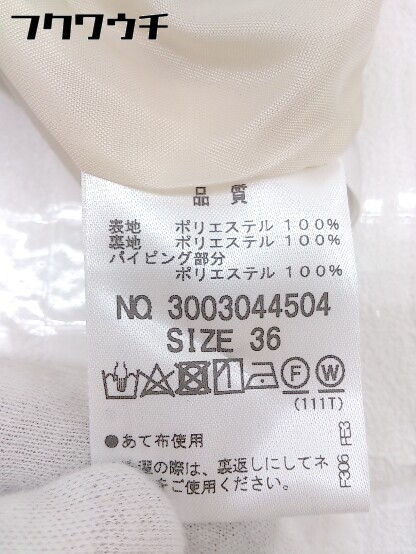 フクワウチ
品質
表地 ポリエステル 100%
裏地 ポリエステル 100%
パイピング部分
ポリエステル 100%
NO. 3003044504
SIZE 36
F W
(111T)
●あて布使用
の際は、裏返しにしてネ
をご使用ください。
F306 FE3